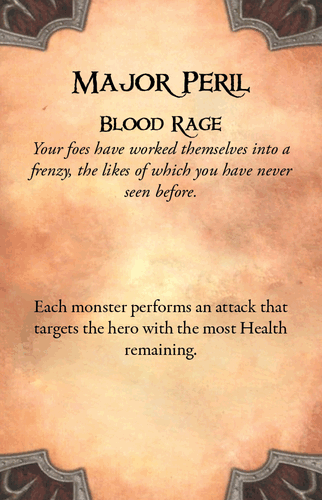 Major Peril
Blood Rage
Your foes have worked themselves into a
frenzy, the likes of which you have never
seen before.
Each monster performs an attack that
targets the hero with the most Health
remaining.